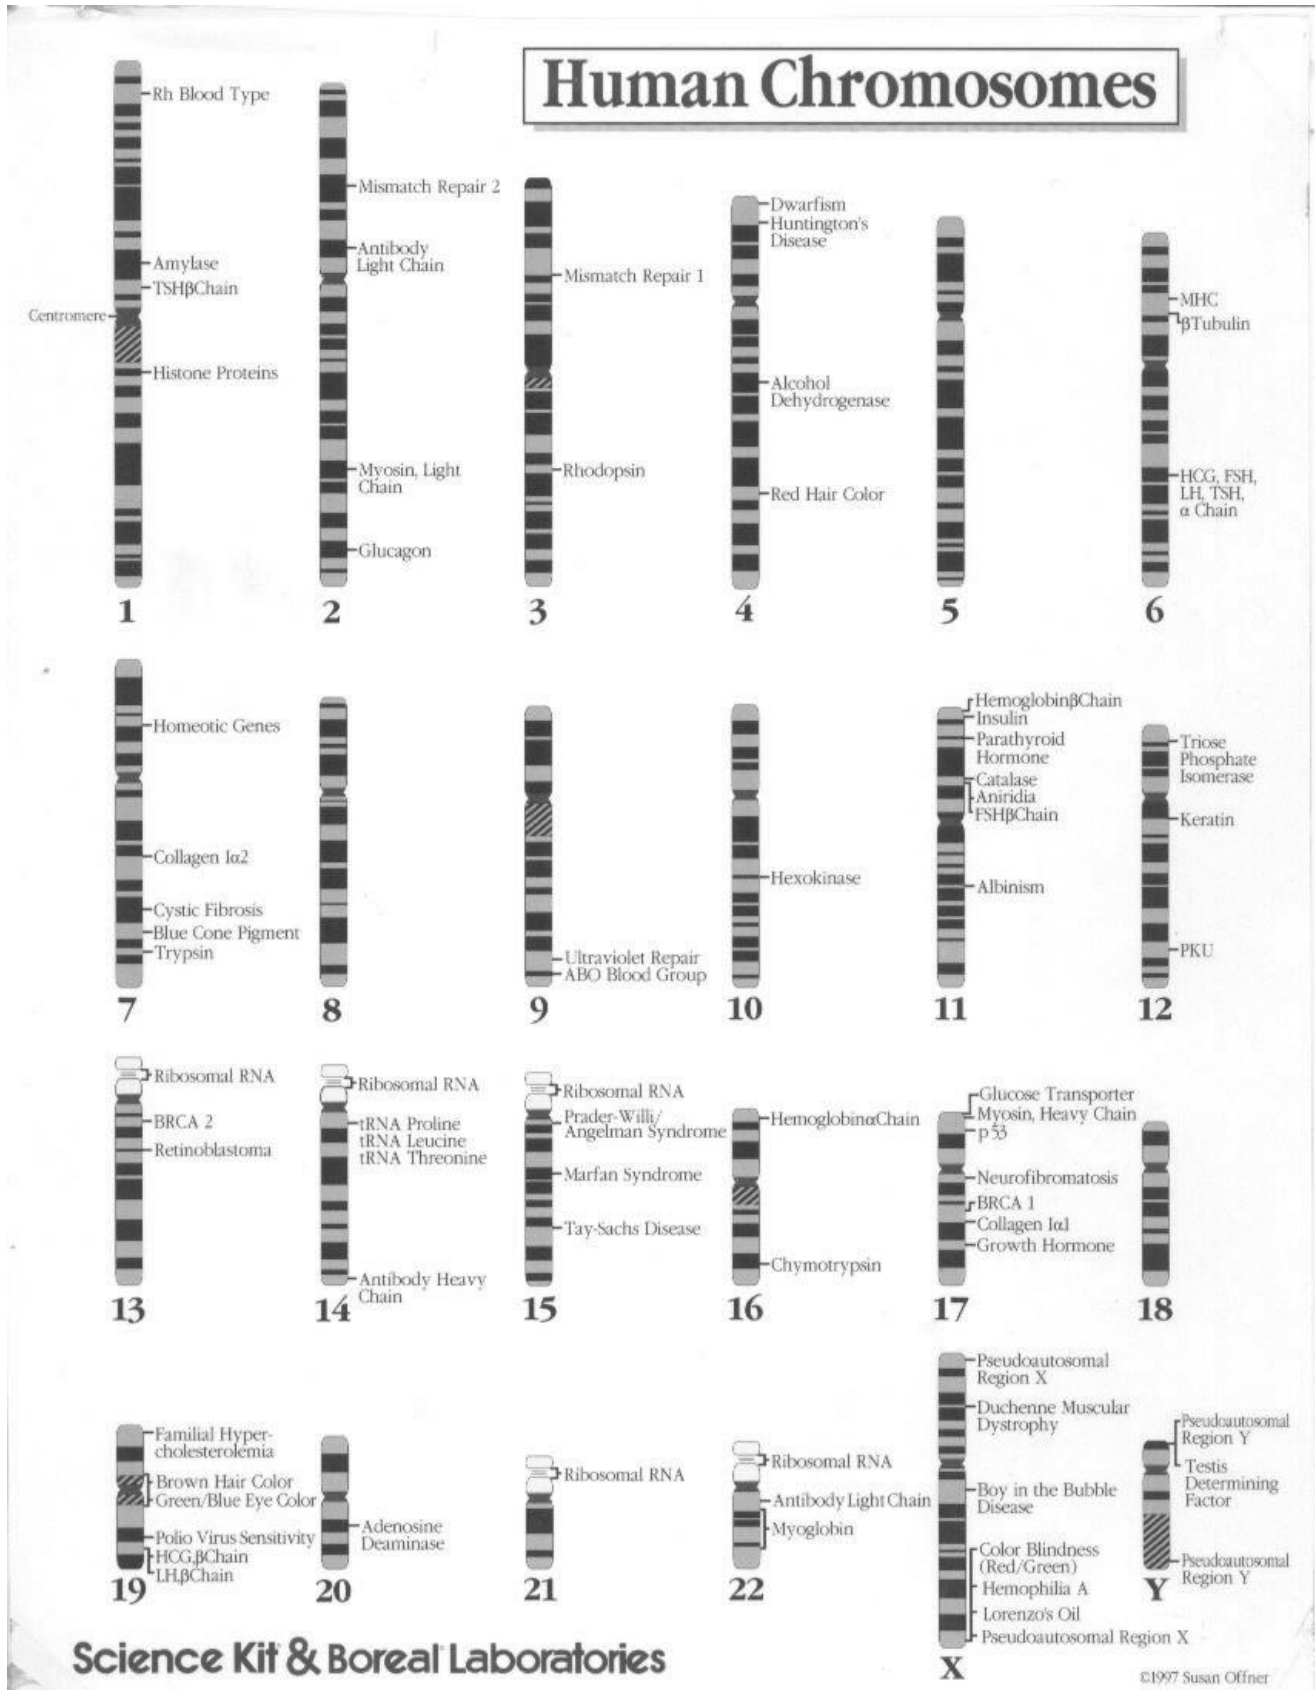 Human Chromosomes
Rh Blood Type
Amylase
TSHβChain
Centromere
Histone Proteins
1
Mismatch Repair 2
Antibody
Light Chain
Myosin, Light
Chain
Glucagon
2
Mismatch Repair 1
Rhodopsin
3
Dwarfism
Huntington's
Disease
Alcohol
Dehydrogenase
Red Hair Color
4
5
MHC
βTubulin
HCG, FSH,
LH, TSH,
α Chain
6
Homeotic Genes
Collagen Iα2
Cystic Fibrosis
Blue Cone Pigment
Trypsin
7
8
Ultraviolet Repair
ABO Blood Group
9
Hexokinase
10
HemoglobinβChain
Insulin
Parathyroid
Hormone
Catalase
Aniridia
FSHβChain
Albinism
11
Triose
Phosphate
Isomerase
Keratin
PKU
12
Ribosomal RNA
BRCA 2
Retinoblastoma
13
Ribosomal RNA
tRNA Proline
tRNA Leucine
tRNA Threonine
Antibody Heavy
Chain
14
Ribosomal RNA
Prader-Willi/
Angelman Syndrome
Marfan Syndrome
Tay-Sachs Disease
15
HemoglobinαChain
Chymotrypsin
16
Glucose Transporter
Myosin, Heavy Chain
p 53
Neurofibromatosis
BRCA 1
Collagen Iα1
Growth Hormone
17
18
Familial Hyper-
cholesterolemia
Brown Hair Color
Green/Blue Eye Color
Polio Virus Sensitivity
HCG,βChain
LH,βChain
19
Adenosine
Deaminase
20
Ribosomal RNA
21
Ribosomal RNA
Antibody Light Chain
Myoglobin
22
Pseudoautosomal
Region X
Duchenne Muscular
Dystrophy
Boy in the Bubble
Disease
Color Blindness
(Red/Green)
Hemophilia A
Lorenzo's Oil
Pseudoautosomal Region X
X
Pseudoautosomal
Region Y
Testis
Determining
Factor
Pseudoautosomal
Region Y
Y
Science Kit & Boreal Laboratories
©1997 Susan Offner